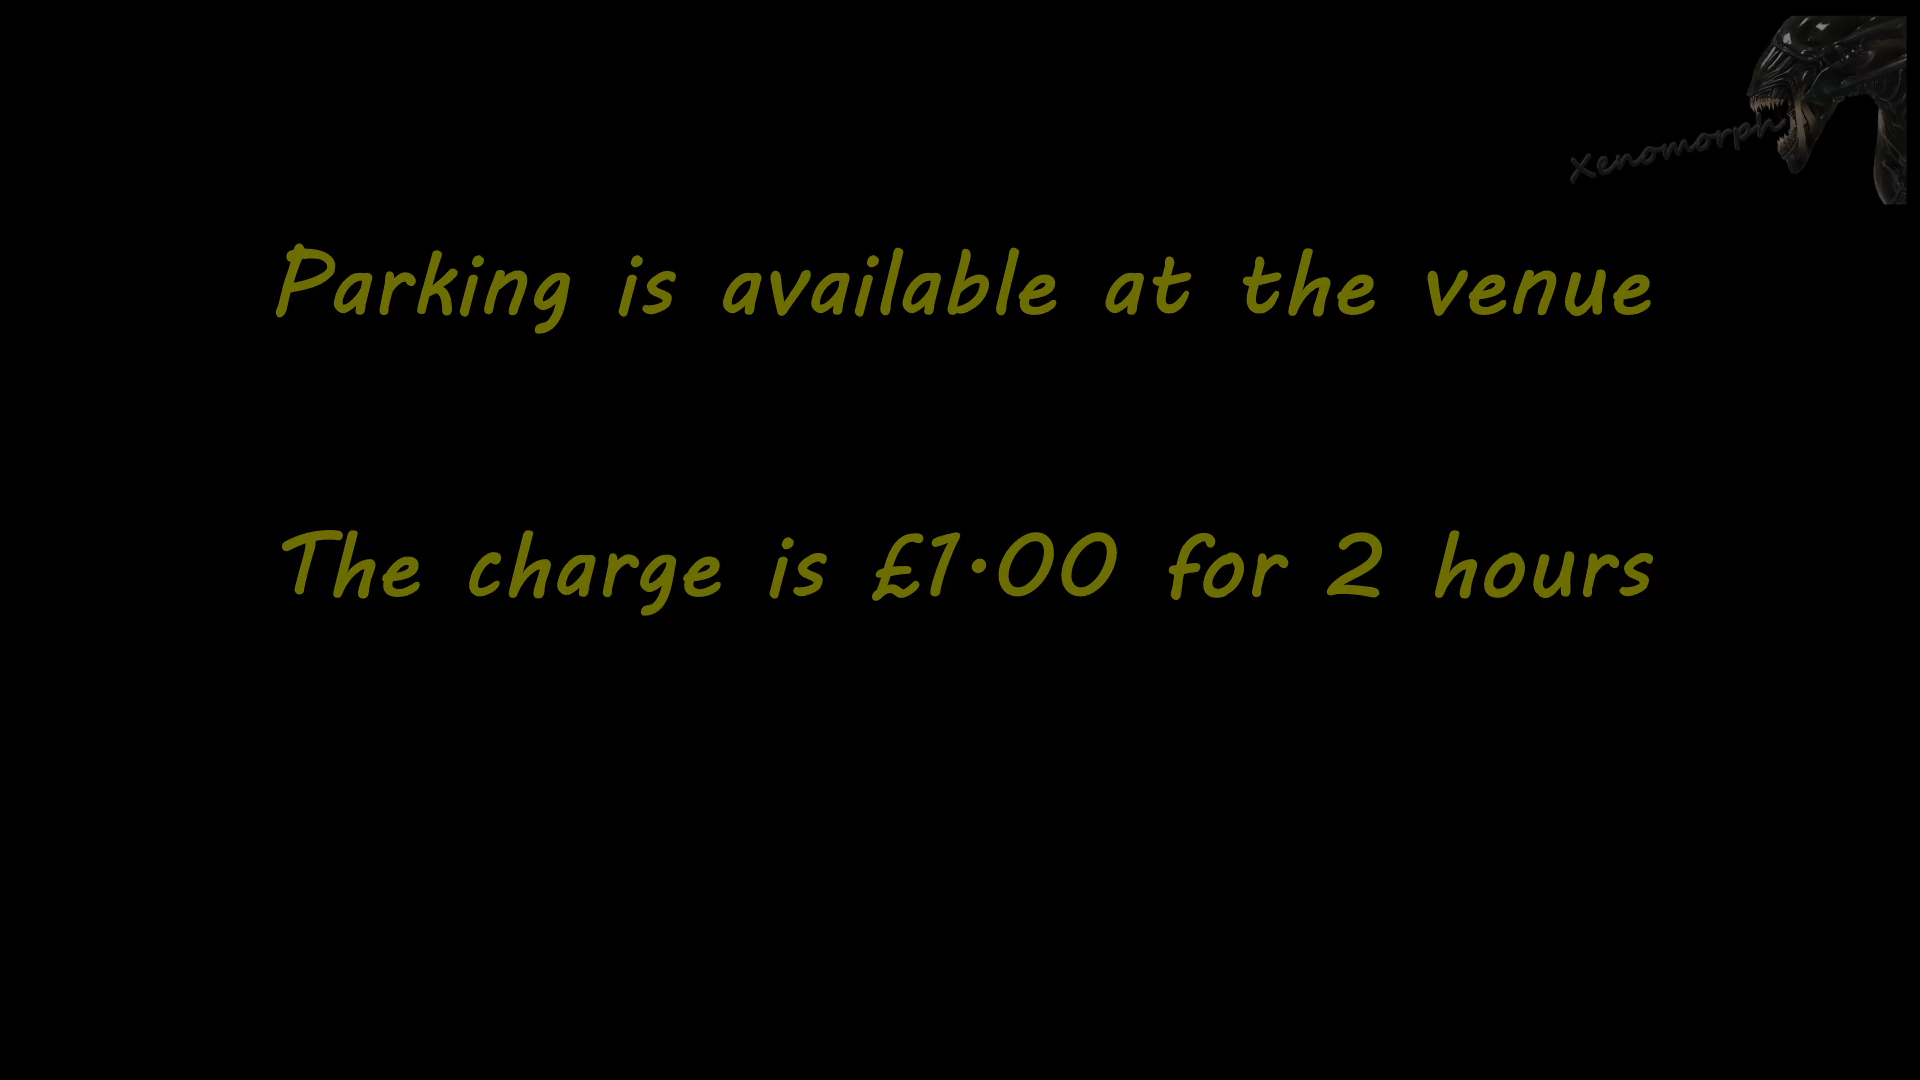 Xenomorph
Parking is available at the venue
The charge is £1·00 for 2 hours